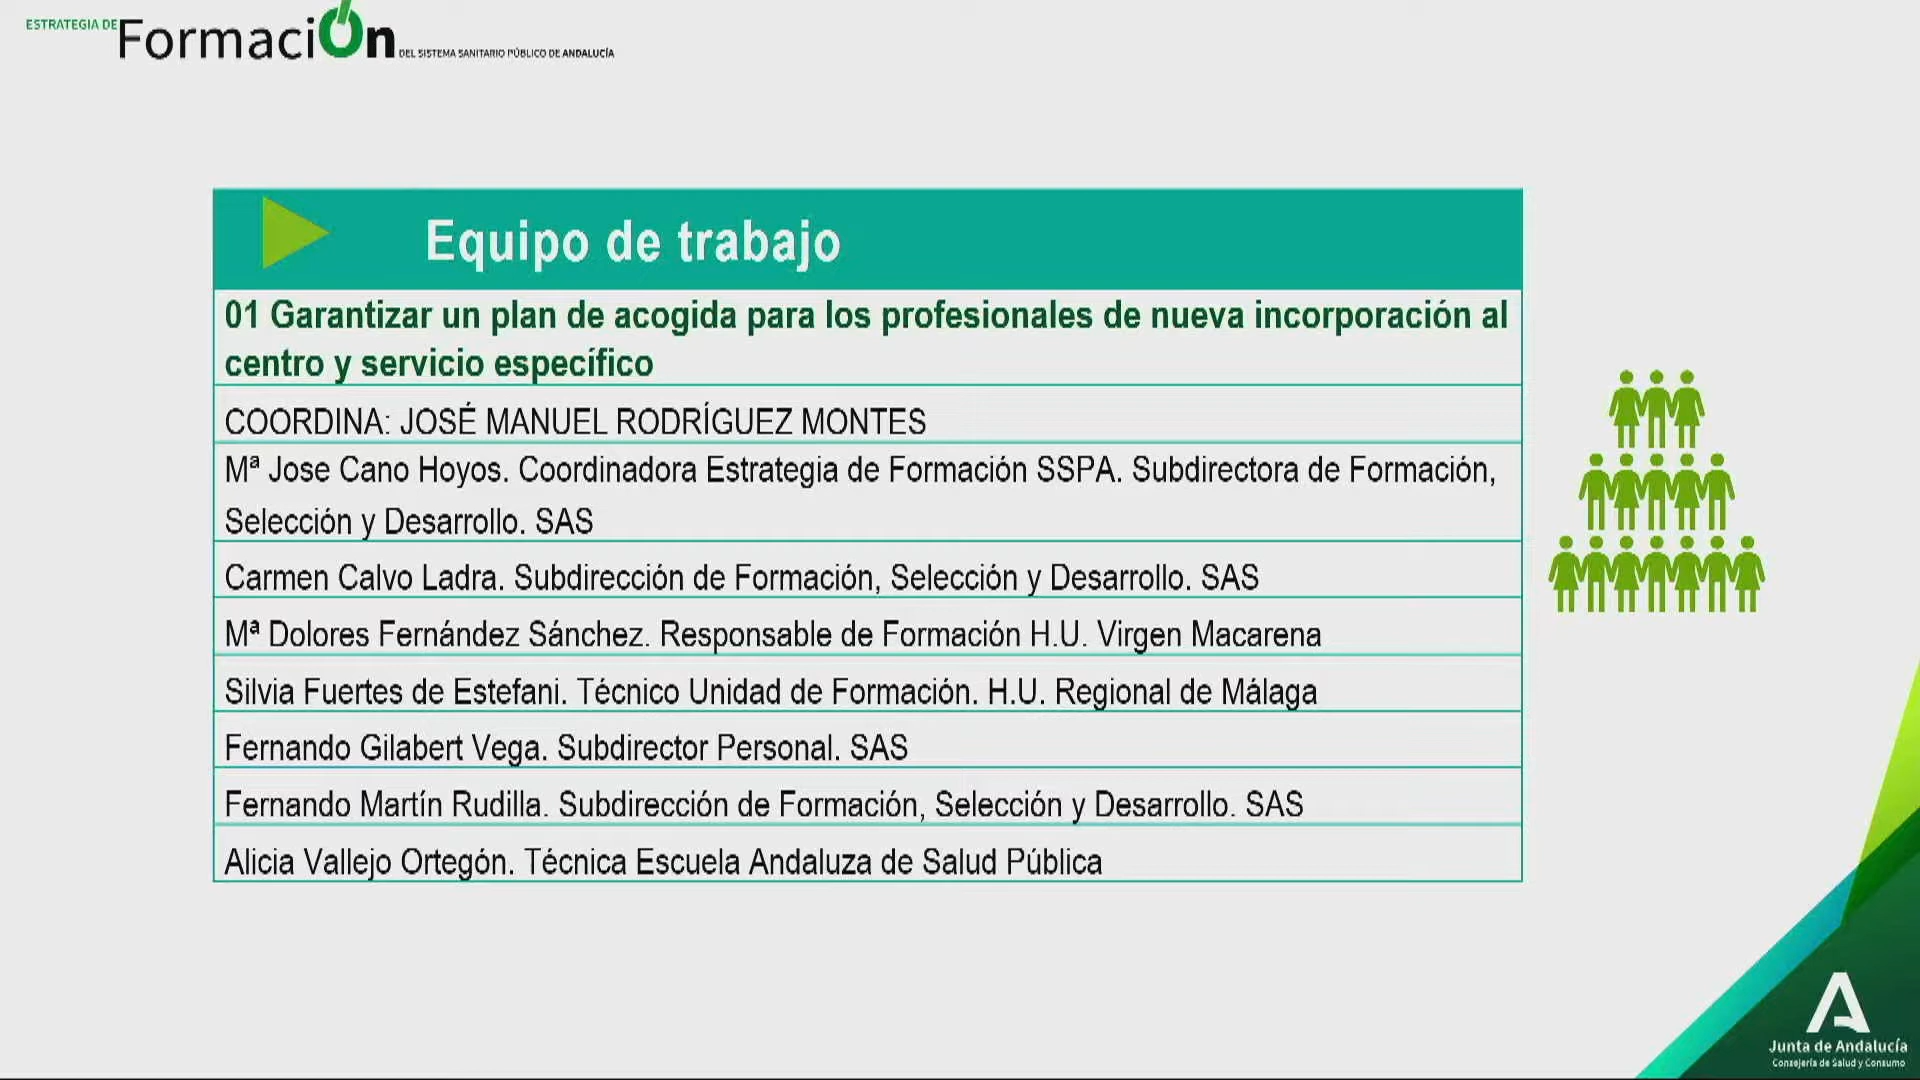 ESTRATEGIA DE
FormaciOn
DEL SISTEMA SANITARIO PÚBLICO DE ANDALUCÍA
Equipo de trabajo
01 Garantizar un plan de acogida para los profesionales de nueva incorporación al
centro y servicio específico
COORDINA: JOSÉ MANUEL RODRÍGUEZ MONTES
Mª Jose Cano Hoyos. Coordinadora Estrategia de Formación SSPA. Subdirectora de Formación,
Selección y Desarrollo. SAS
Carmen Calvo Ladra. Subdirección de Formación, Selección y Desarrollo. SAS
Mª Dolores Fernández Sánchez. Responsable de Formación H.U. Virgen Macarena
Silvia Fuertes de Estefani. Técnico Unidad de Formación. H.U. Regional de Málaga
Fernando Gilabert Vega. Subdirector Personal. SAS
Fernando Martín Rudilla. Subdirección de Formación, Selección y Desarrollo. SAS
Alicia Vallejo Ortegón. Técnica Escuela Andaluza de Salud Pública
Junta de Andalucía
Consejería de Salud y Consumo